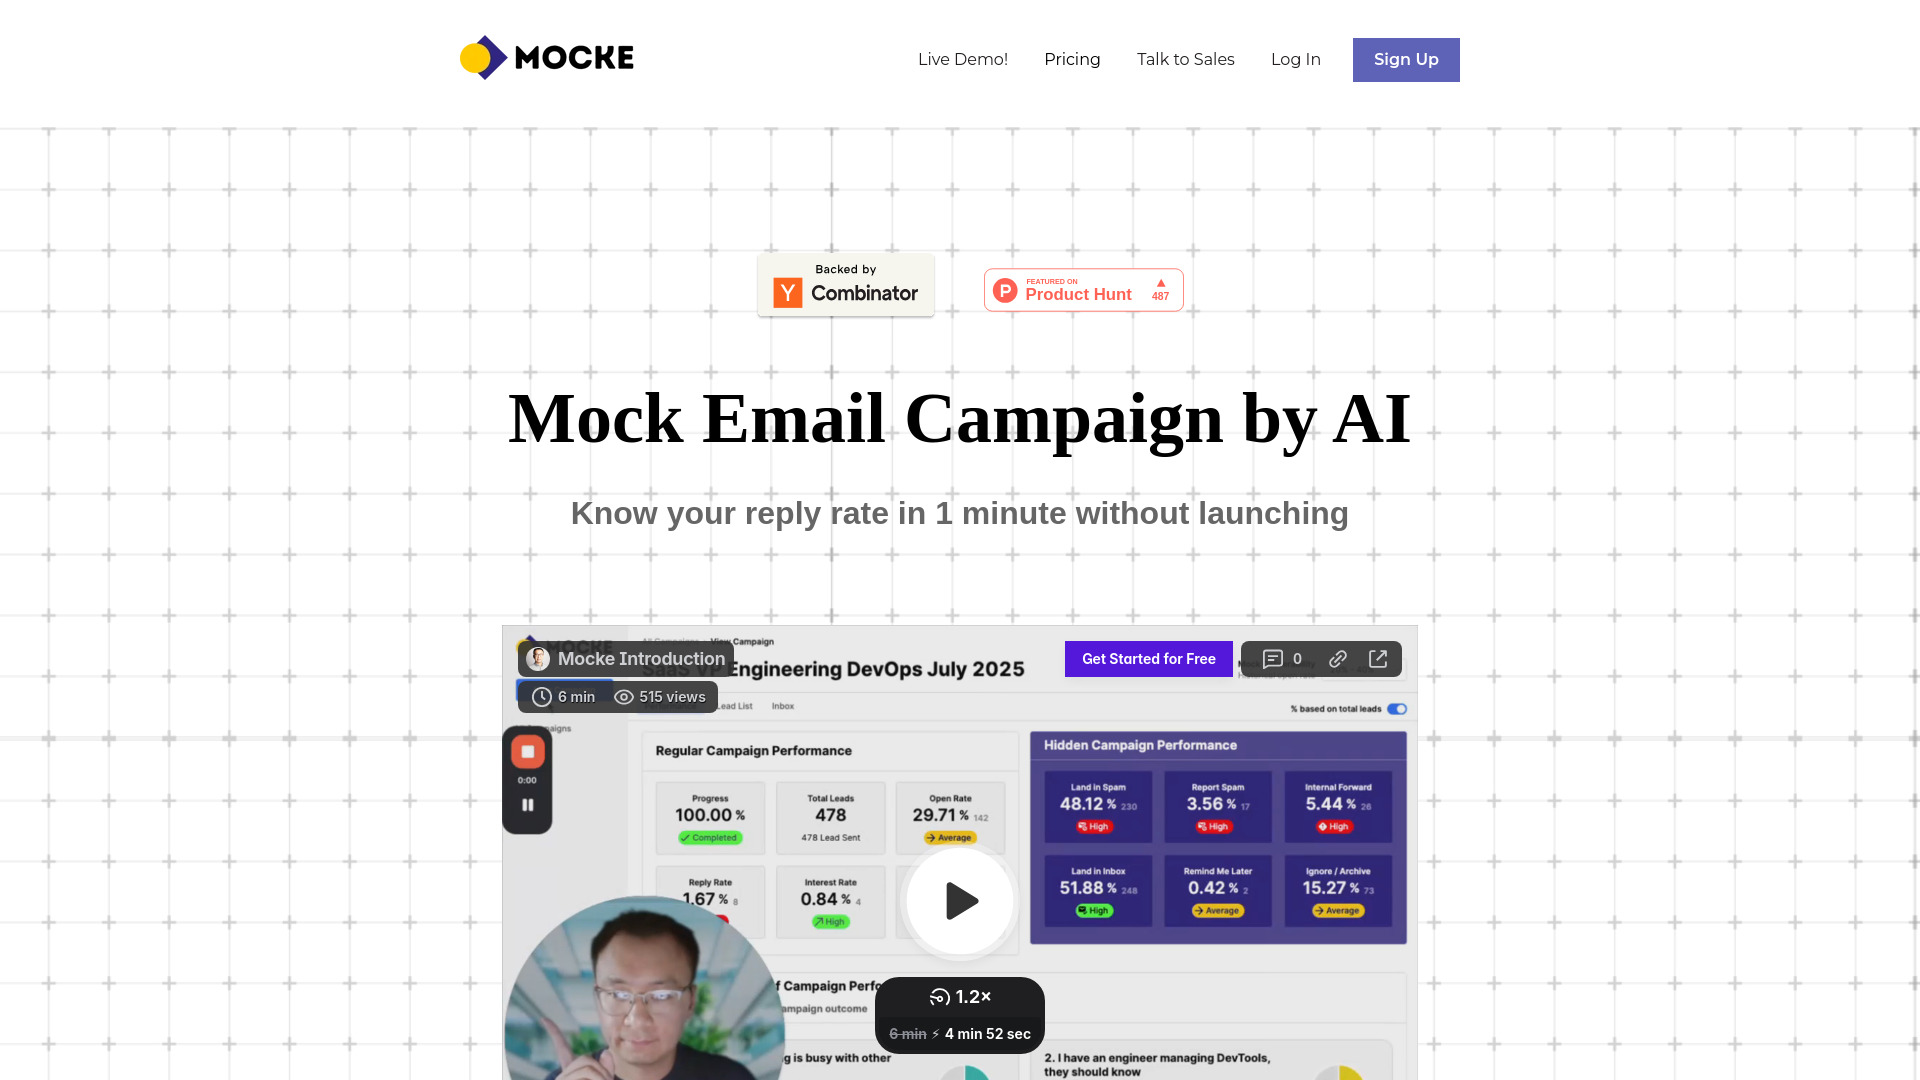 MOCKE
Live Demo!
Pricing
Talk to Sales
Log In
Sign Up
Backed by
Y Combinator
FEATURED ON
Product Hunt
487
Mock Email Campaign by AI
Know your reply rate in 1 minute without launching
Mocke Introduction
View Campaign
Engineering DevOps July 2025
Get Started for Free
0
6 min
515 views
Lead List
Inbox
% based on total leads
0:00
Regular Campaign Performance
Hidden Campaign Performance
Progress
100.00 %
Completed
Total Leads
478
478 Lead Sent
Open Rate
29.71 % 142
Average
Land in Spam
48.12 % 230
High
Report Spam
3.56 % 17
High
Internal Forward
5.44 % 26
High
Reply Rate
1.67 % 8
Interest Rate
0.84 % 4
High
Land in Inbox
51.88 % 248
High
Remind Me Later
0.42 % 2
Average
Ignore / Archive
15.27 % 73
Average
1.2×
6 min ⚡ 4 min 52 sec
f Campaign Perfo
ampaign outcome
g is busy with other
2. I have an engineer managing DevTools,
they should know